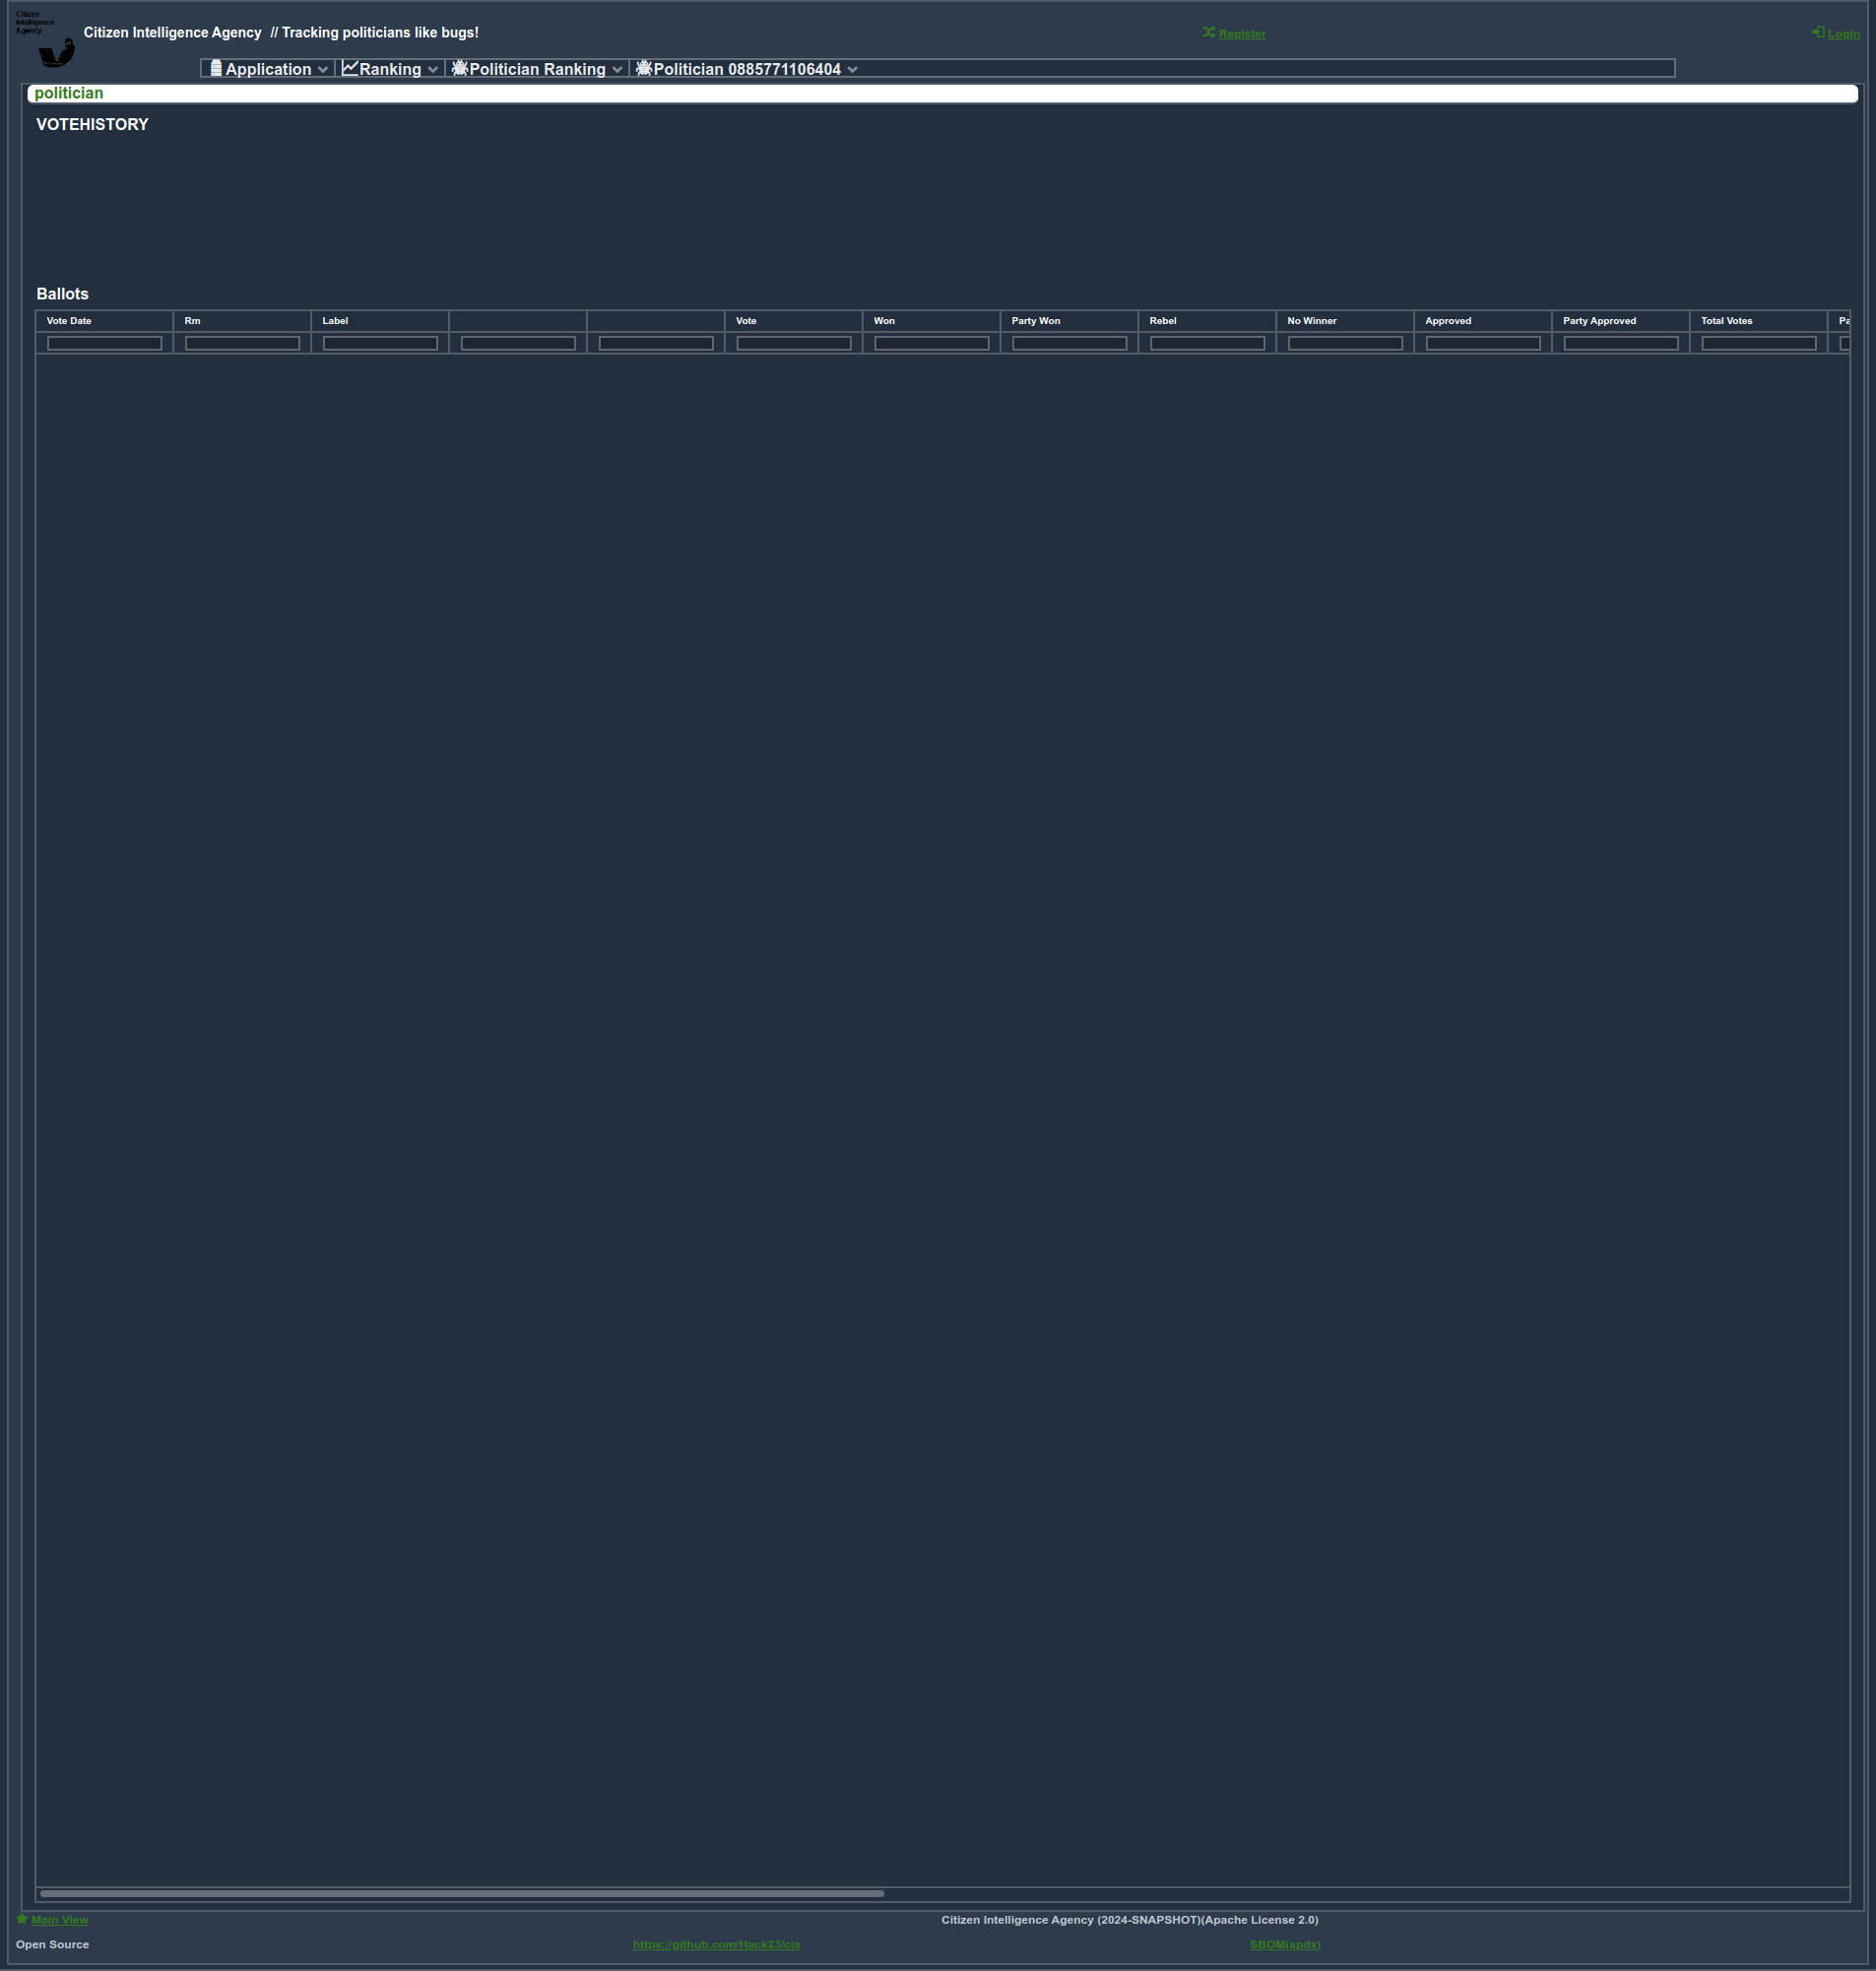 Citizen
Intelligence
Agency
Citizen Intelligence Agency // Tracking politicians like bugs!
Register
Login
Application
Ranking
Politician Ranking
Politician 0885771106404
politician
VOTEHISTORY
Ballots
Vote Date
Rm
Label
Vote
Won
Party Won
Rebel
No Winner
Approved
Party Approved
Total Votes
Pa
Main View
Citizen Intelligence Agency (2024-SNAPSHOT)(Apache License 2.0)
Open Source
https://github.com/Hack23/cia
SBOM(spdx)